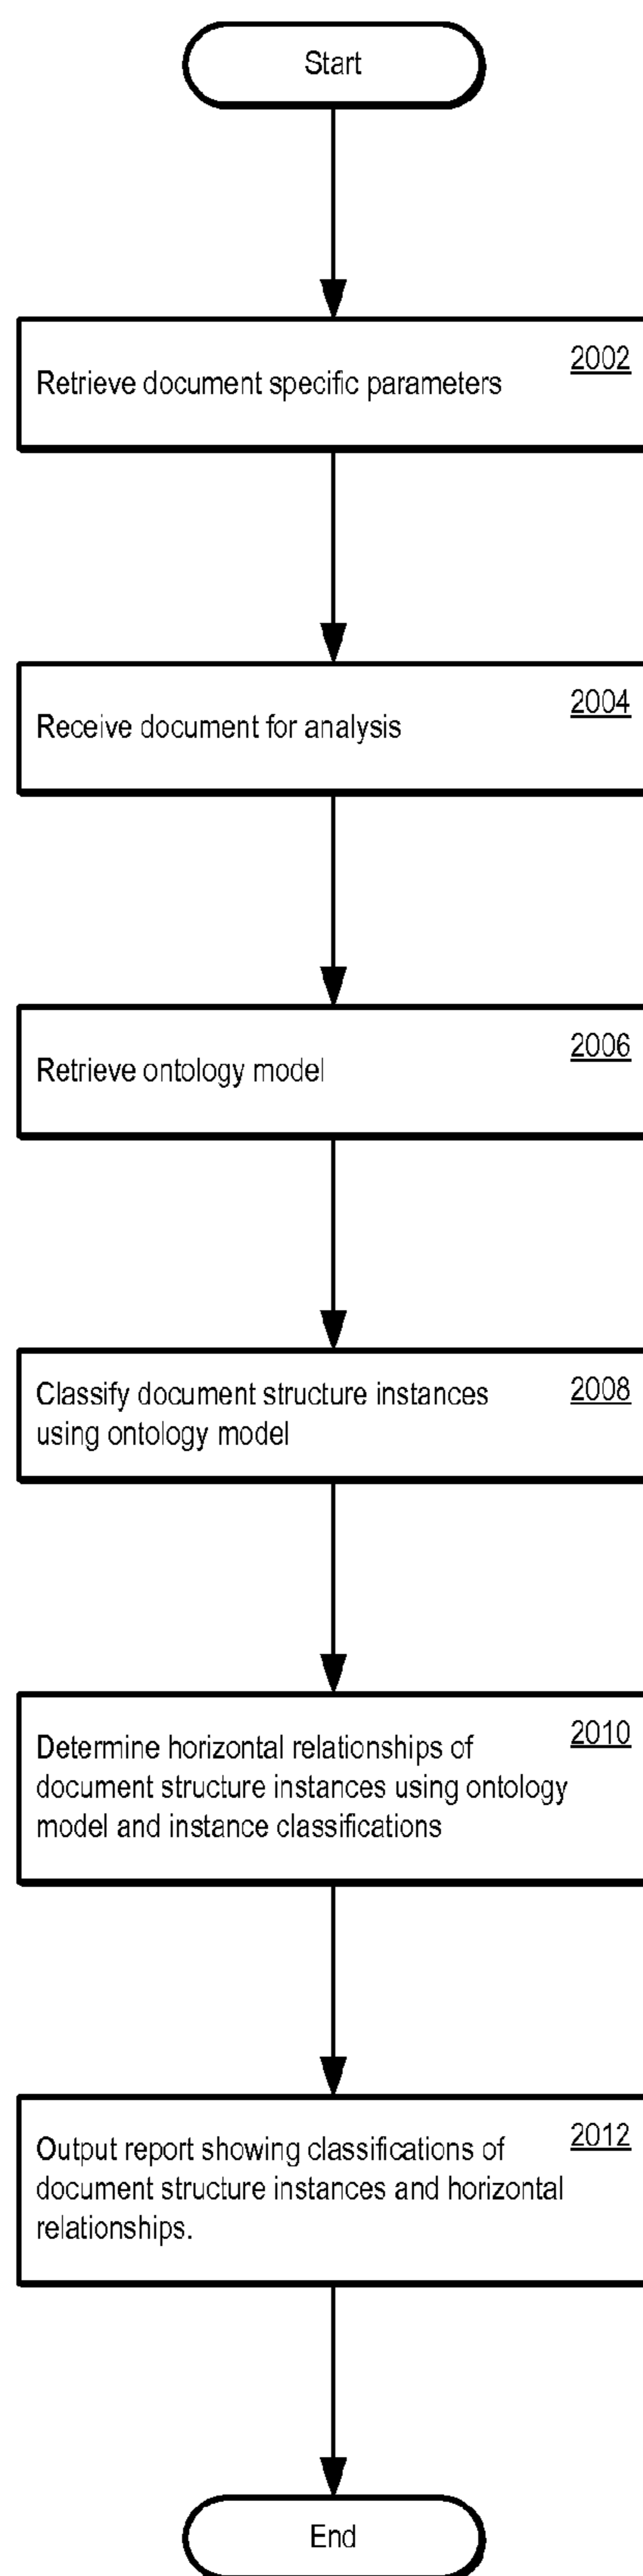 Start
2002
Retrieve document specific parameters
2004
Receive document for analysis
2006
Retrieve ontology model
2008
Classify document structure instances
using ontology model
2010
Determine horizontal relationships of
document structure instances using ontology
model and instance classifications
2012
Output report showing classifications of
document structure instances and horizontal
relationships.
End